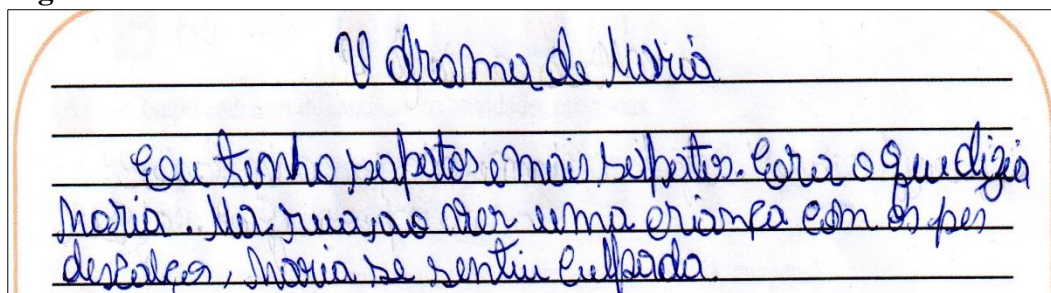 O drama de Maria
Eu tenho sapatos e mais sapatos. Era o que dizia
Maria. Na rua, ao ver uma criança com os pés
descalços, Maria se sentiu culpada.